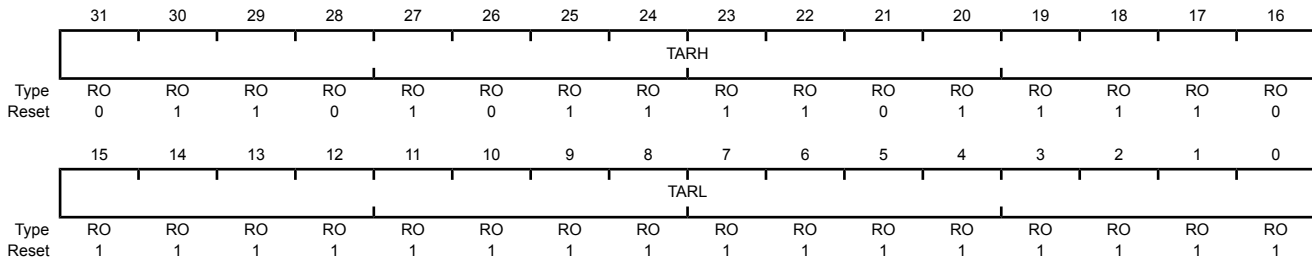 31 30 29 28 27 26 25 24 23 22 21 20 19 18 17 16
TARH
Type RO RO RO RO RO RO RO RO RO RO RO RO RO RO RO RO
Reset 0 1 1 0 1 0 1 1 1 1 0 1 1 1 1 0
15 14 13 12 11 10 9 8 7 6 5 4 3 2 1 0
TARL
Type RO RO RO RO RO RO RO RO RO RO RO RO RO RO RO RO
Reset 1 1 1 1 1 1 1 1 1 1 1 1 1 1 1 1